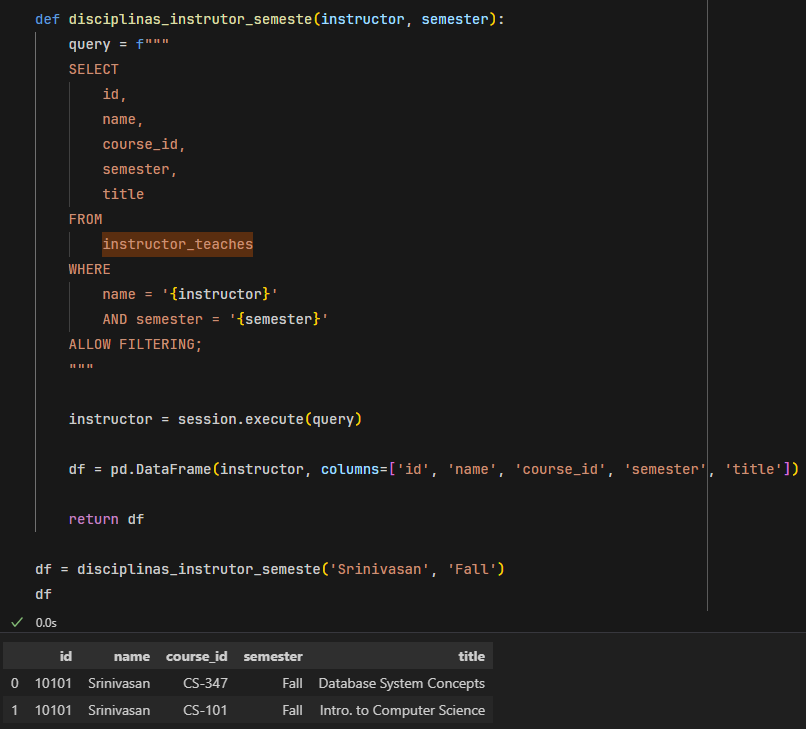 def disciplinas_instrutor_semeste(instructor, semester):
    query = f"""
    SELECT
        id,
        name,
        course_id,
        semester,
        title
    FROM
        instructor_teaches
    WHERE
        name = '{instructor}'
        AND semester = '{semester}'
    ALLOW FILTERING;
    """
    instructor = session.execute(query)
    df = pd.DataFrame(instructor, columns=['id', 'name', 'course_id', 'semester', 'title'])
    return df
df = disciplinas_instrutor_semeste('Srinivasan', 'Fall')
df
0.0s
id name course_id semester title
0 10101 Srinivasan CS-347 Fall Database System Concepts
1 10101 Srinivasan CS-101 Fall Intro. to Computer Science